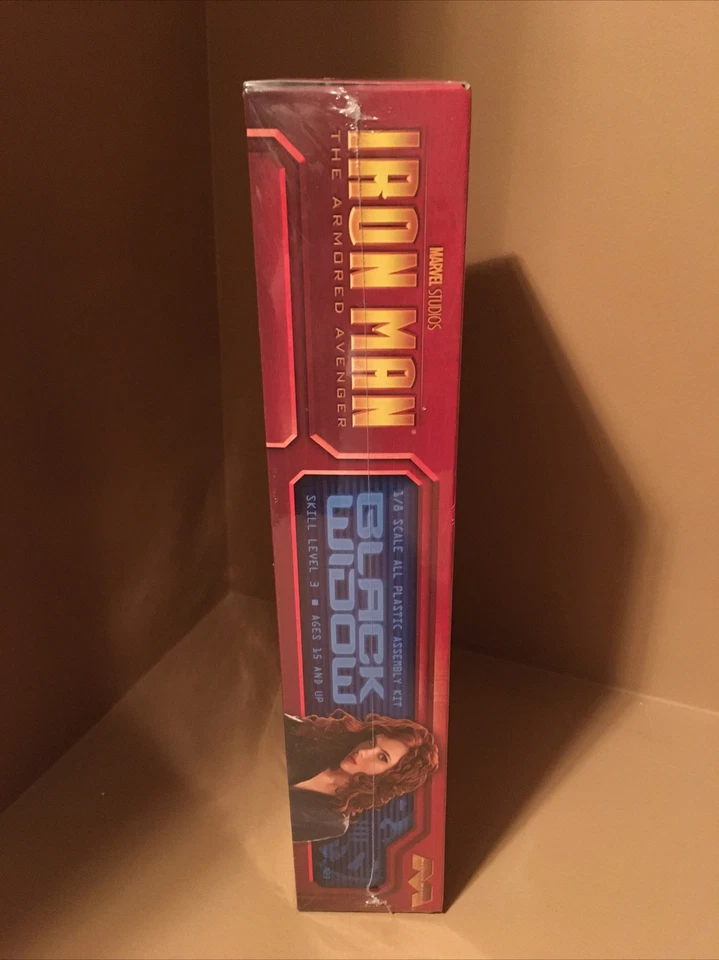 MARVEL STUDIOS
IRON MAN
THE ARMORED AVENGER
1/8 SCALE ALL PLASTIC ASSEMBLY KIT
BLACK
WIDOW
SKILL LEVEL 3 ■ AGES 15 AND UP
M